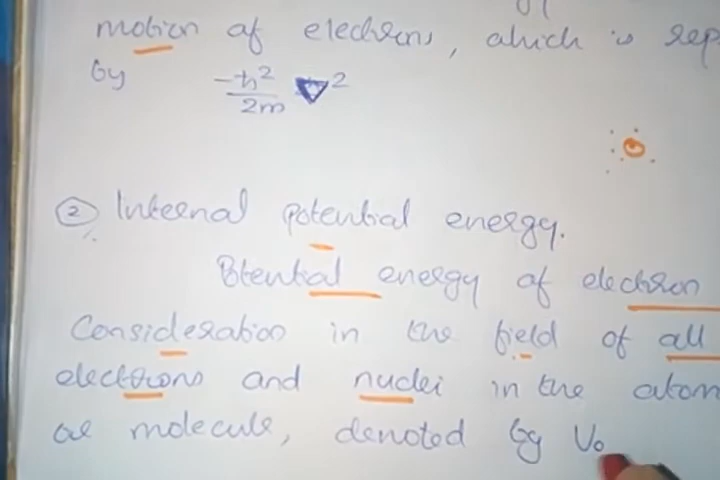 motion of electrons, which is rep
by -ħ²/2m ∇²
② Internal potential energy.
Potential energy of electron
Consideration in the field of all
electrons and nuclei in the atom
or molecule, denoted by V₀